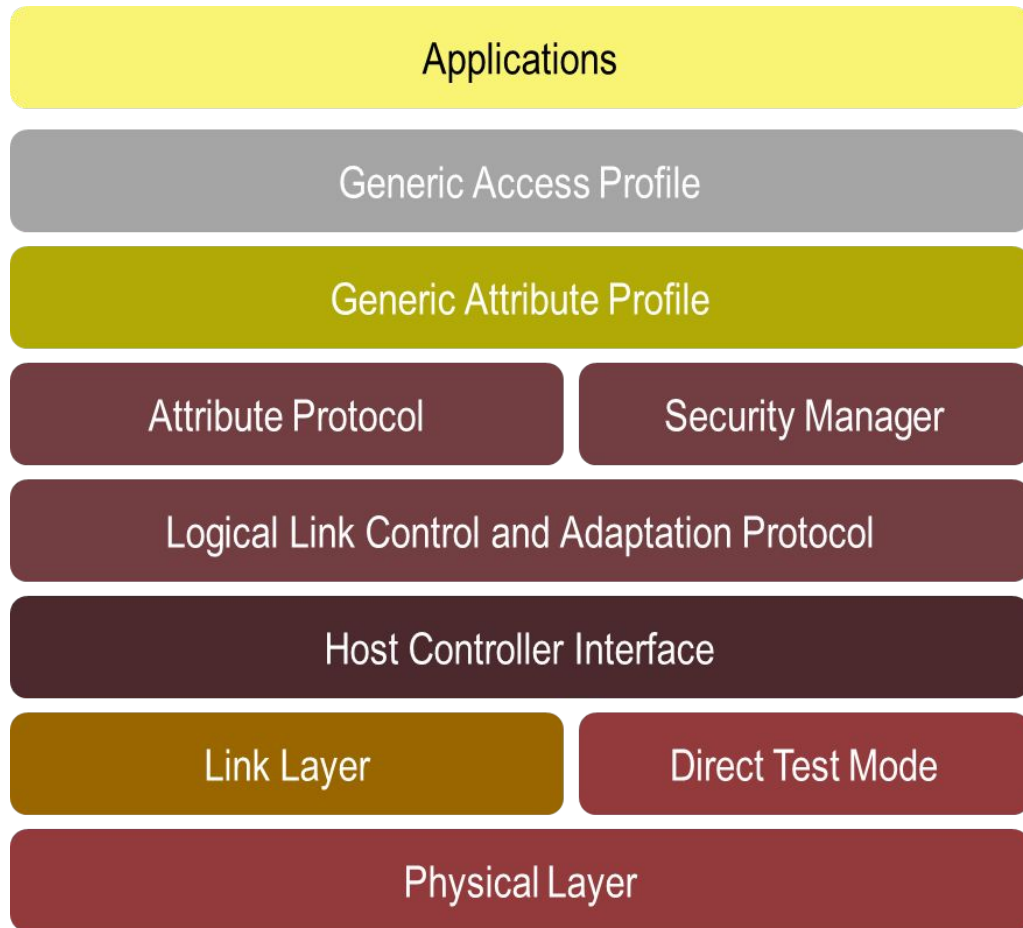 Applications
Generic Access Profile
Generic Attribute Profile
Attribute Protocol
Security Manager
Logical Link Control and Adaptation Protocol
Host Controller Interface
Link Layer
Direct Test Mode
Physical Layer